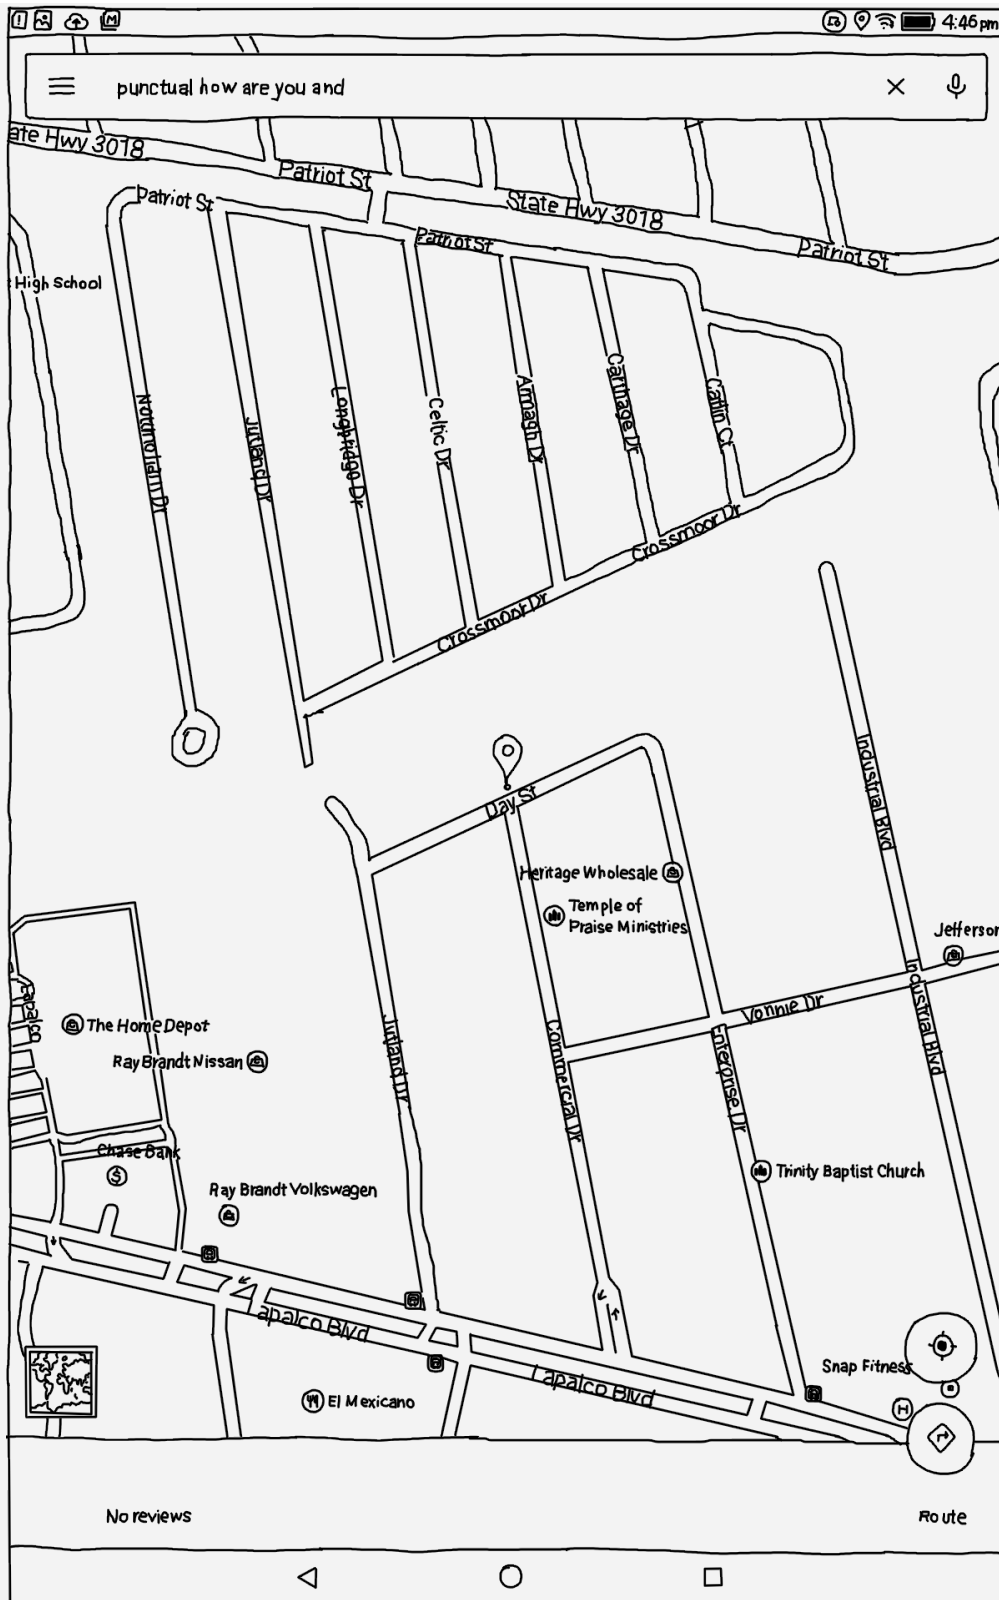 4:46pm
punctual how are you and
ate Hwy 3018
Patriot St
Patriot St
State Hwy 3018
Patriot St
Patriot St
High School
Jutland Dr
Longbridge Dr
Celtic Dr
Armagh Dr
Carthage Dr
Catlin Ct
Crossmoor Dr
Crossmoor Dr
Industrial Blvd
Day St
Heritage Wholesale
Temple of
Praise Ministries
Jefferson
Vonnie Dr
Industrial Blvd
apalco
The Home Depot
Ray Brandt Nissan
Jutland Dr
Commercial Dr
Enterprise Dr
Chase Bank
Trinity Baptist Church
Ray Brandt Volkswagen
apalco Blvd
Lapalco Blvd
Snap Fitness
El Mexicano
H
No reviews
Route